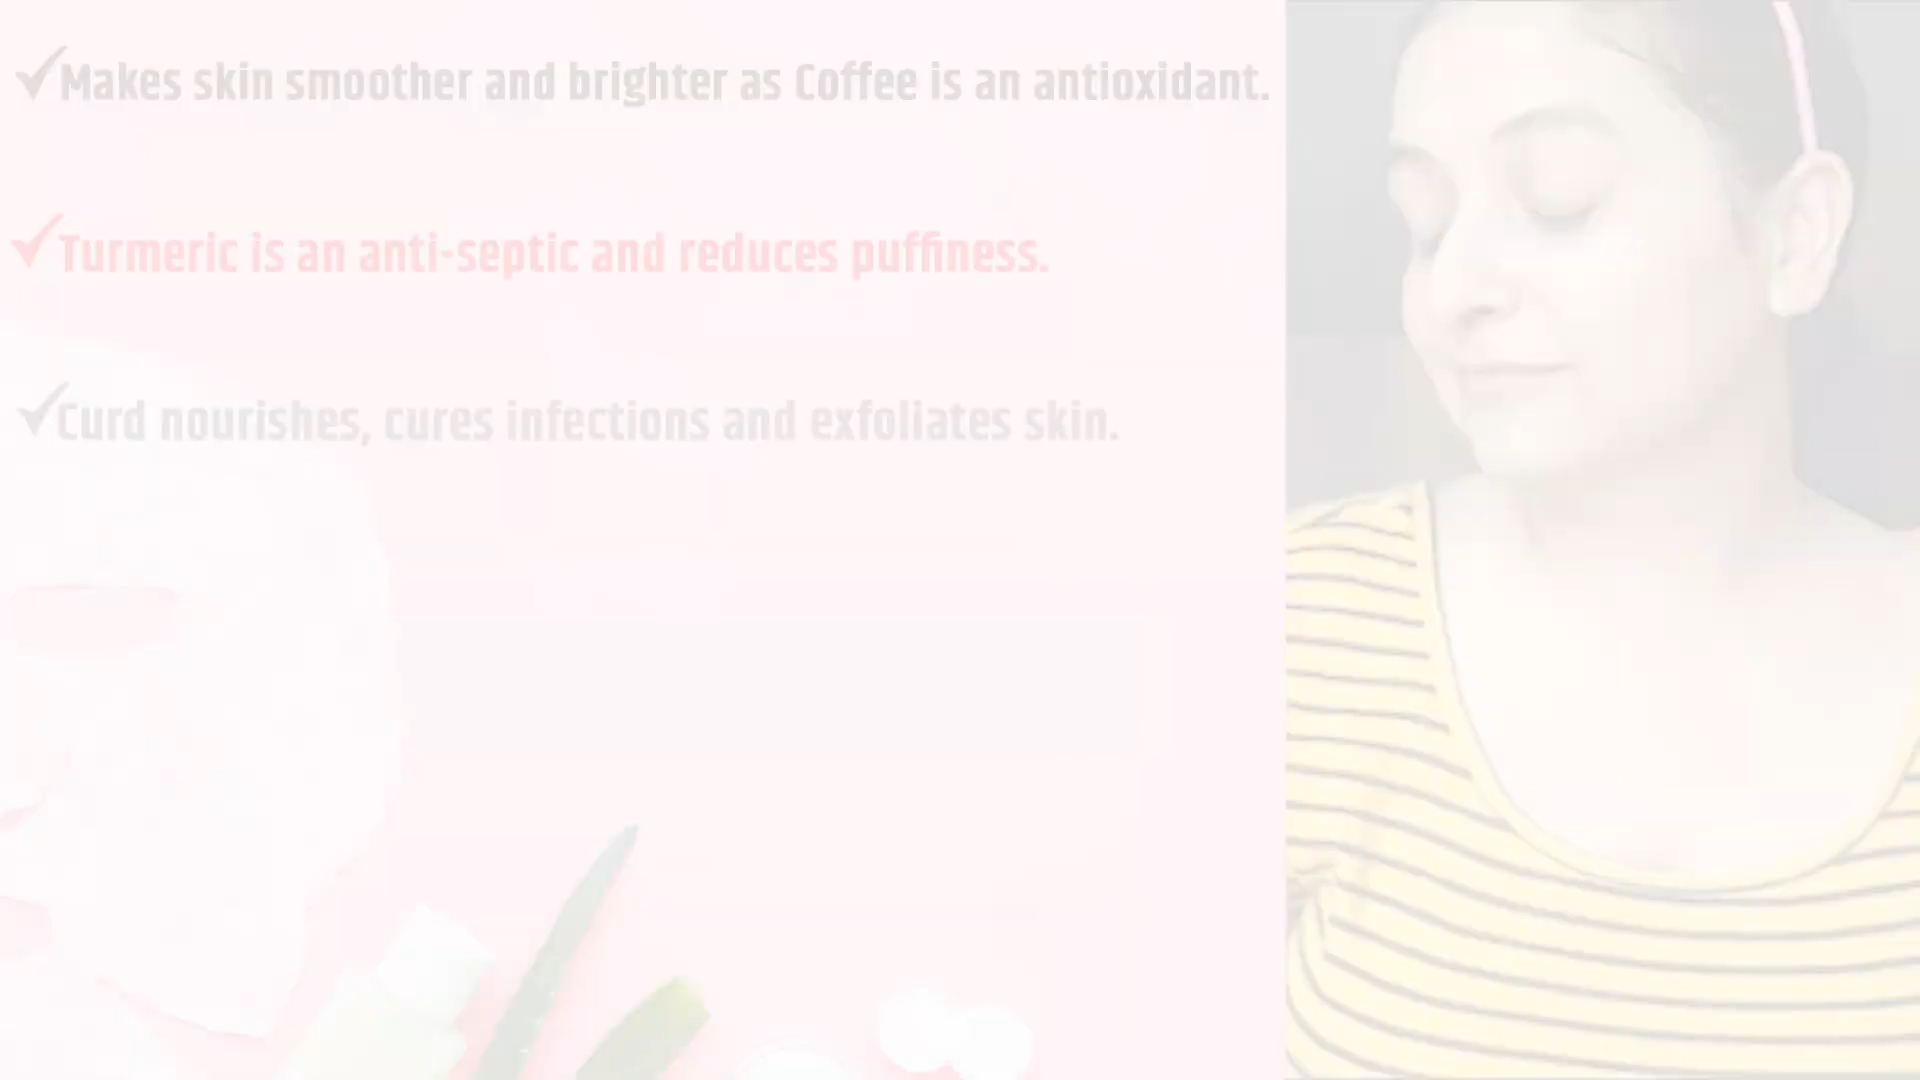 ✓Makes skin smoother and brighter as Coffee is an antioxidant.
✓Turmeric is an anti-septic and reduces puffiness.
✓Curd nourishes, cures infections and exfoliates skin.